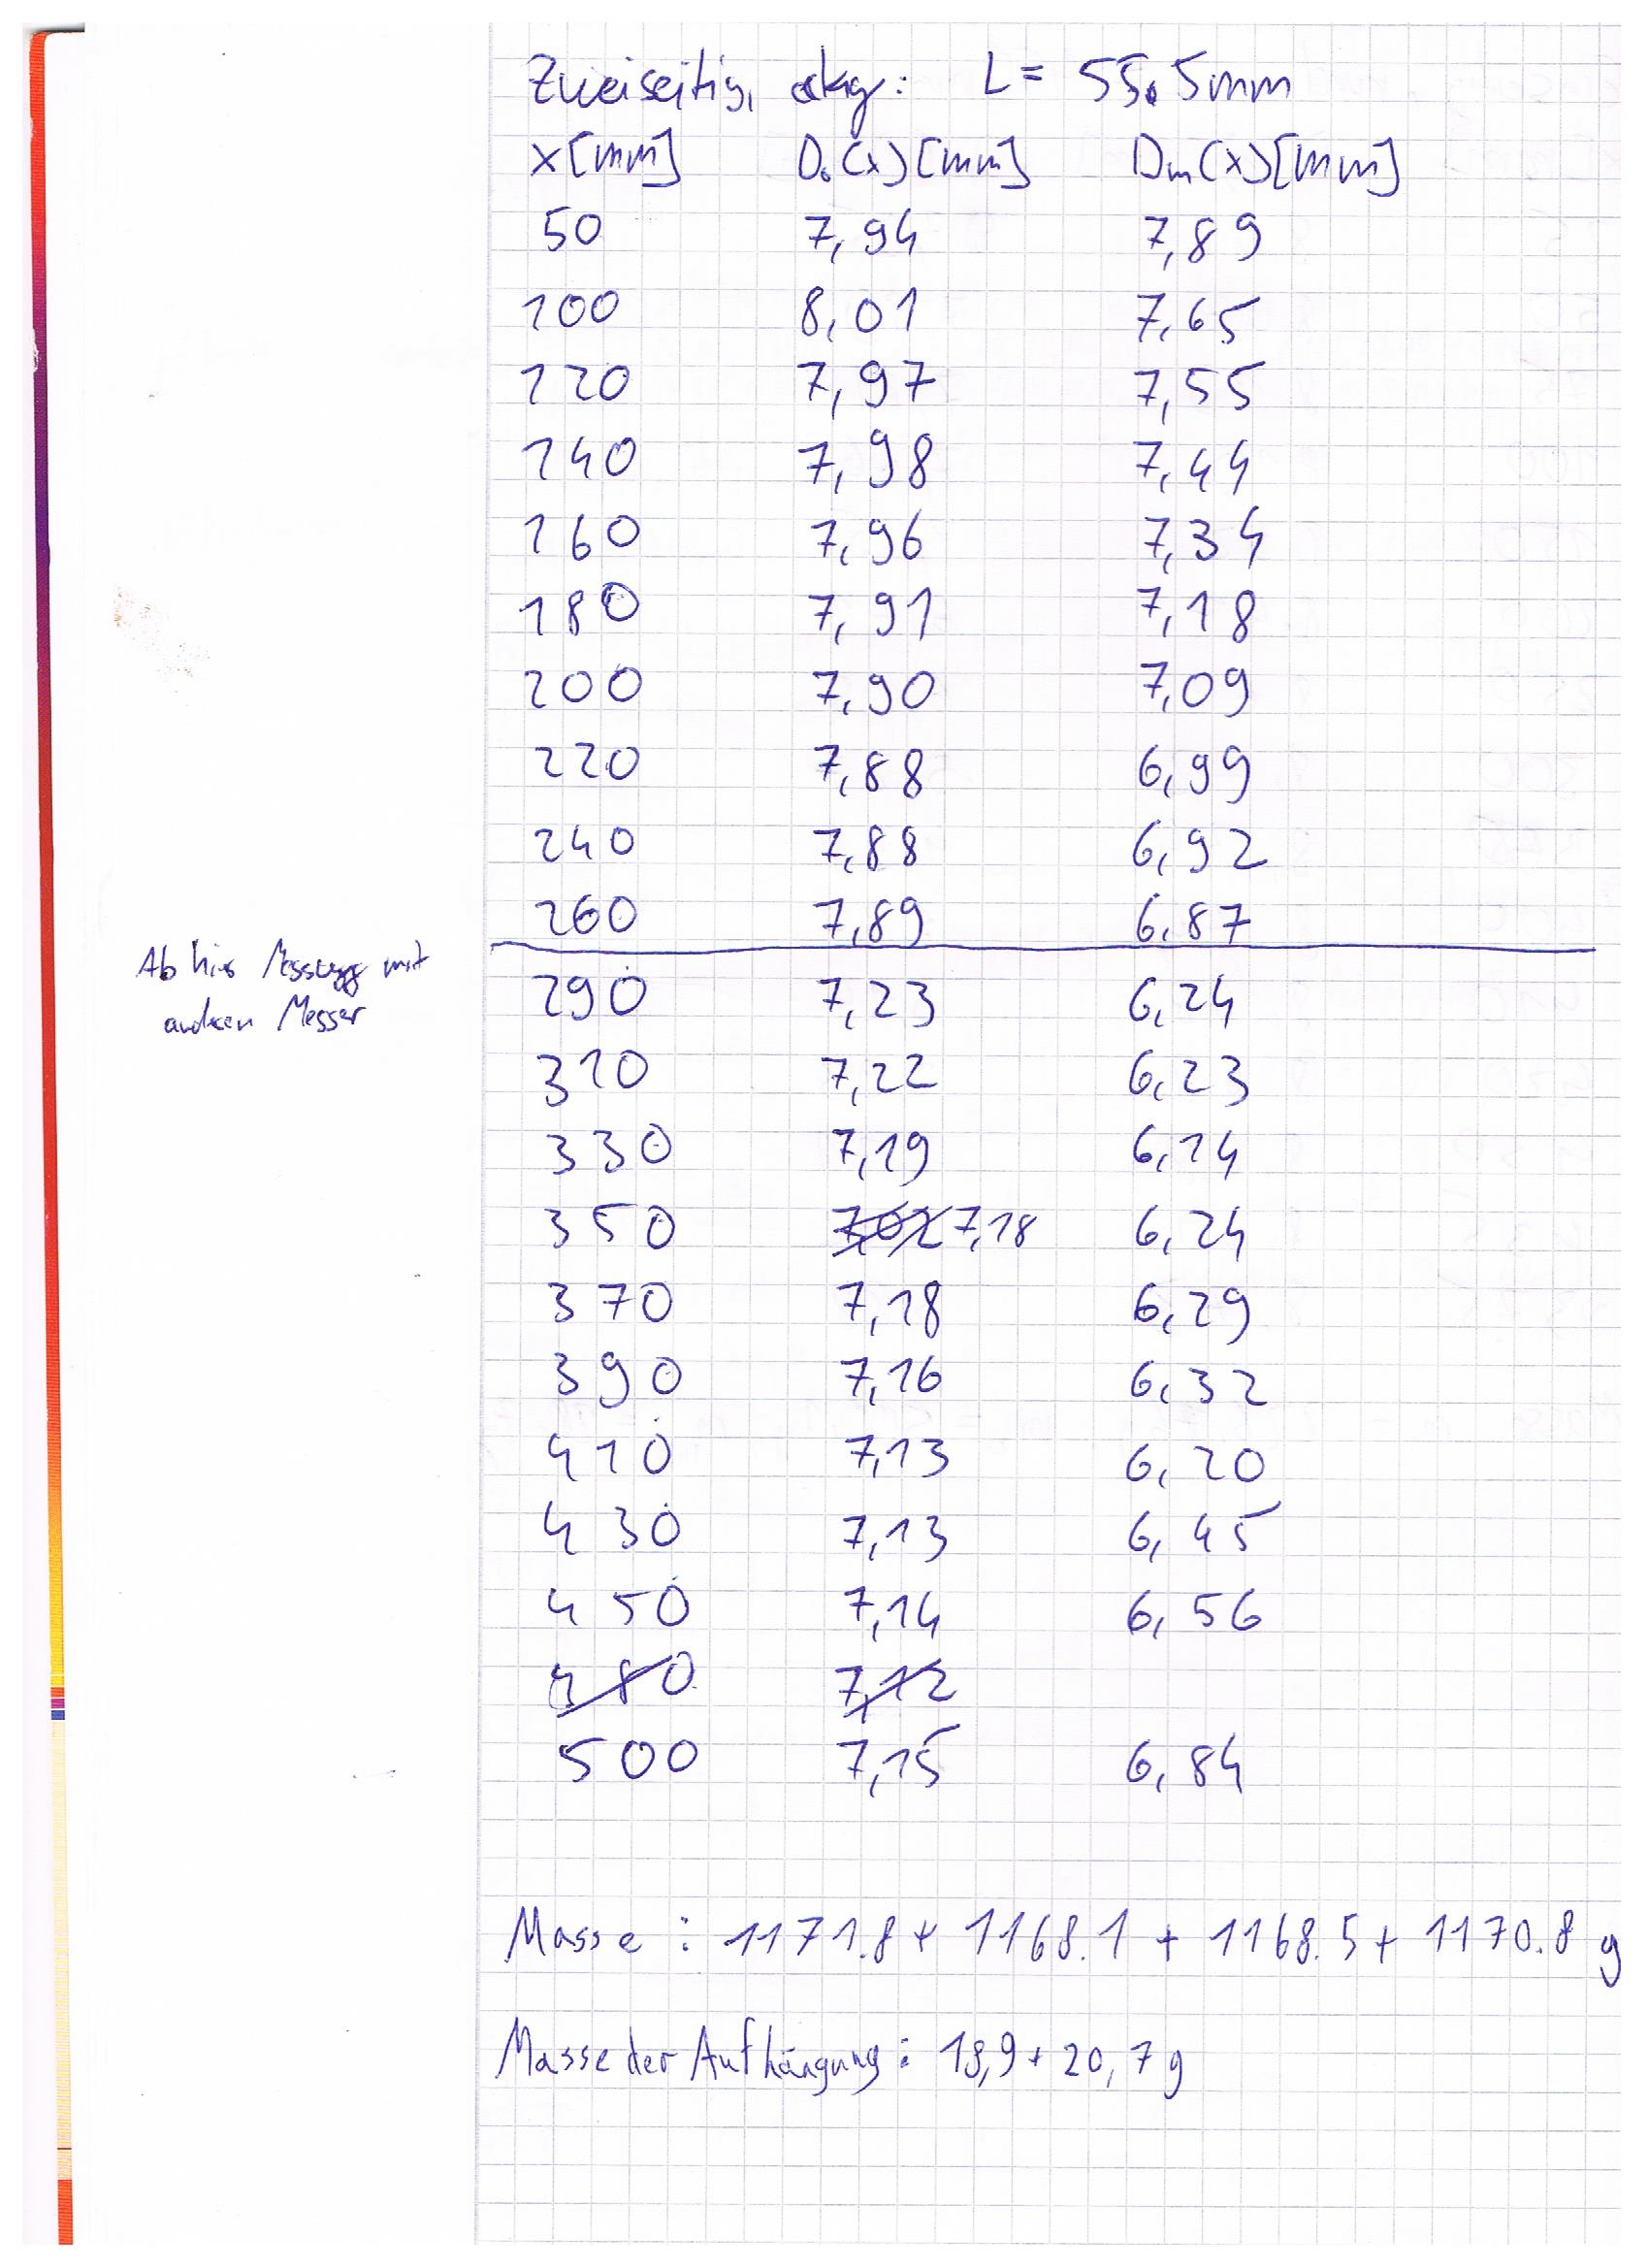 Zweiseitig, eckig: L= 55.5mm
x[mm] D₀(x)[mm] Dm(x)[mm]
50 7,94 7,89
100 8,01 7,65
120 7,97 7,55
140 7,98 7,44
160 7,96 7,34
180 7,91 7,18
200 7,90 7,09
220 7,88 6,99
240 7,88 6,92
260 7,89 6,87
Ab hier Messung mit
anderen Messer
290 7,23 6,24
310 7,22 6,23
330 7,19 6,14
350 7,02 7,18 6,24
370 7,18 6,29
390 7,16 6,32
410 7,13 6,20
430 7,13 6,45
450 7,14 6,56
480 7,12
500 7,15 6,84
Masse : 1171.8 + 1168.1 + 1168.5 + 1170.8 g
Masse der Aufhängung: 19,9 + 20,7 g